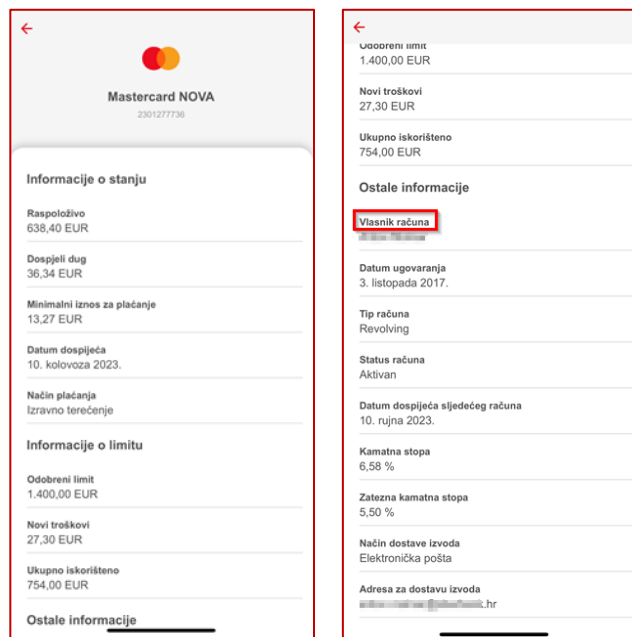 Mastercard NOVA
2301277736
Informacije o stanju
Raspoloživo
638,40 EUR
Dospjeli dug
36,34 EUR
Minimalni iznos za plaćanje
13,27 EUR
Datum dospijeća
10. kolovoza 2023.
Način plaćanja
Izravno terećenje
Informacije o limitu
Odobreni limit
1.400,00 EUR
Novi troškovi
27,30 EUR
Ukupno iskorišteno
754,00 EUR
Ostale informacije
Odobreni limit
1.400,00 EUR
Novi troškovi
27,30 EUR
Ukupno iskorišteno
754,00 EUR
Ostale informacije
Vlasnik računa
Datum ugovaranja
3. listopada 2017.
Tip računa
Revolving
Status računa
Aktivan
Datum dospijeća sljedećeg računa
10. rujna 2023.
Kamatna stopa
6,58 %
Zatezna kamatna stopa
5,50 %
Način dostave izvoda
Elektronička pošta
Adresa za dostavu izvoda
.hr